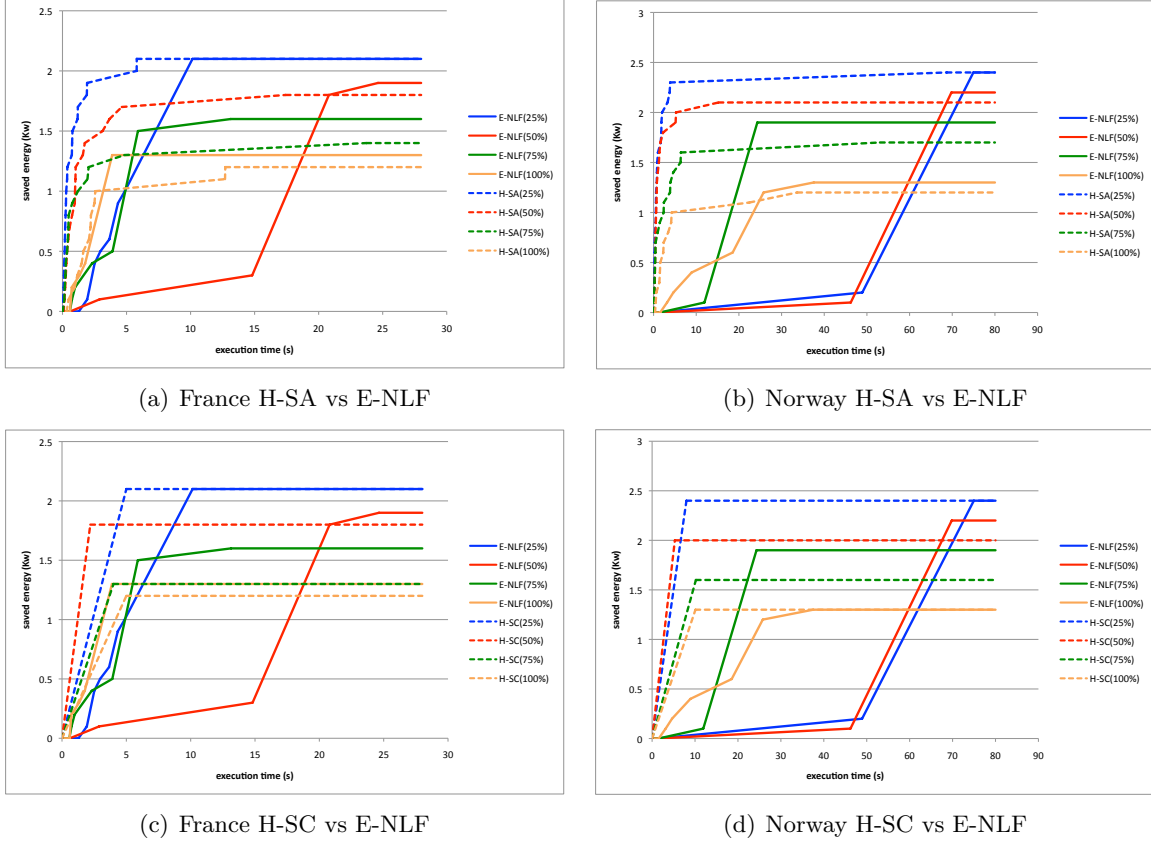 2.5
2
1.5
1
0.5
0
0
5
10
15
20
25
30
saved energy (Kw)
execution time (s)
E-NLF(25%)
E-NLF(50%)
E-NLF(75%)
E-NLF(100%)
H-SA(25%)
H-SA(50%)
H-SA(75%)
H-SA(100%)
(a) France H-SA vs E-NLF
3
2.5
2
1.5
1
0.5
0
0
10
20
30
40
50
60
70
80
90
saved energy (Kw)
execution time (s)
E-NLF(25%)
E-NLF(50%)
E-NLF(75%)
E-NLF(100%)
H-SA(25%)
H-SA(50%)
H-SA(75%)
H-SA(100%)
(b) Norway H-SA vs E-NLF
2.5
2
1.5
1
0.5
0
0
5
10
15
20
25
30
saved energy (Kw)
execution time (s)
E-NLF(25%)
E-NLF(50%)
E-NLF(75%)
E-NLF(100%)
H-SC(25%)
H-SC(50%)
H-SC(75%)
H-SC(100%)
(c) France H-SC vs E-NLF
3
2.5
2
1.5
1
0.5
0
0
10
20
30
40
50
60
70
80
90
saved energy (Kw)
execution time (s)
E-NLF(25%)
E-NLF(50%)
E-NLF(75%)
E-NLF(100%)
H-SC(25%)
H-SC(50%)
H-SC(75%)
H-SC(100%)
(d) Norway H-SC vs E-NLF